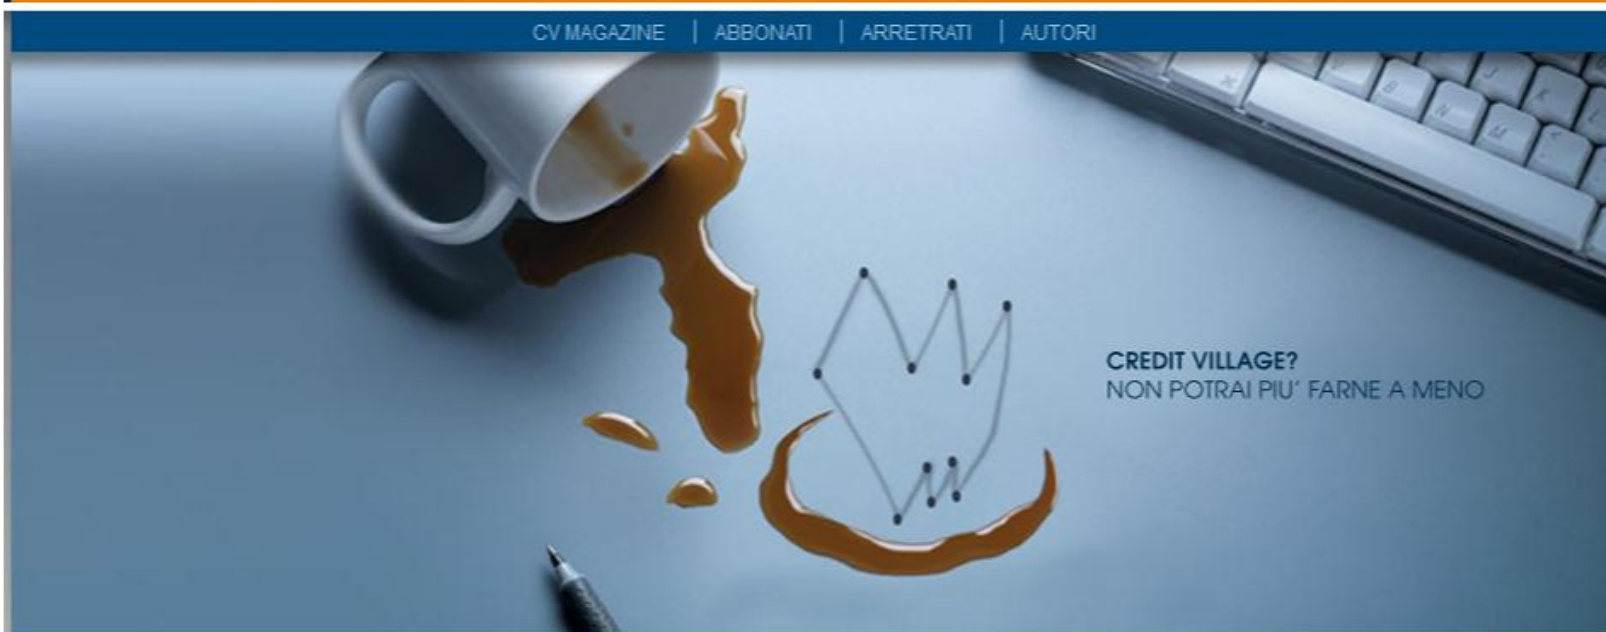 CV MAGAZINE | ABBONATI | ARRETRATI | AUTORI
CREDIT VILLAGE?
NON POTRAI PIU' FARNE A MENO